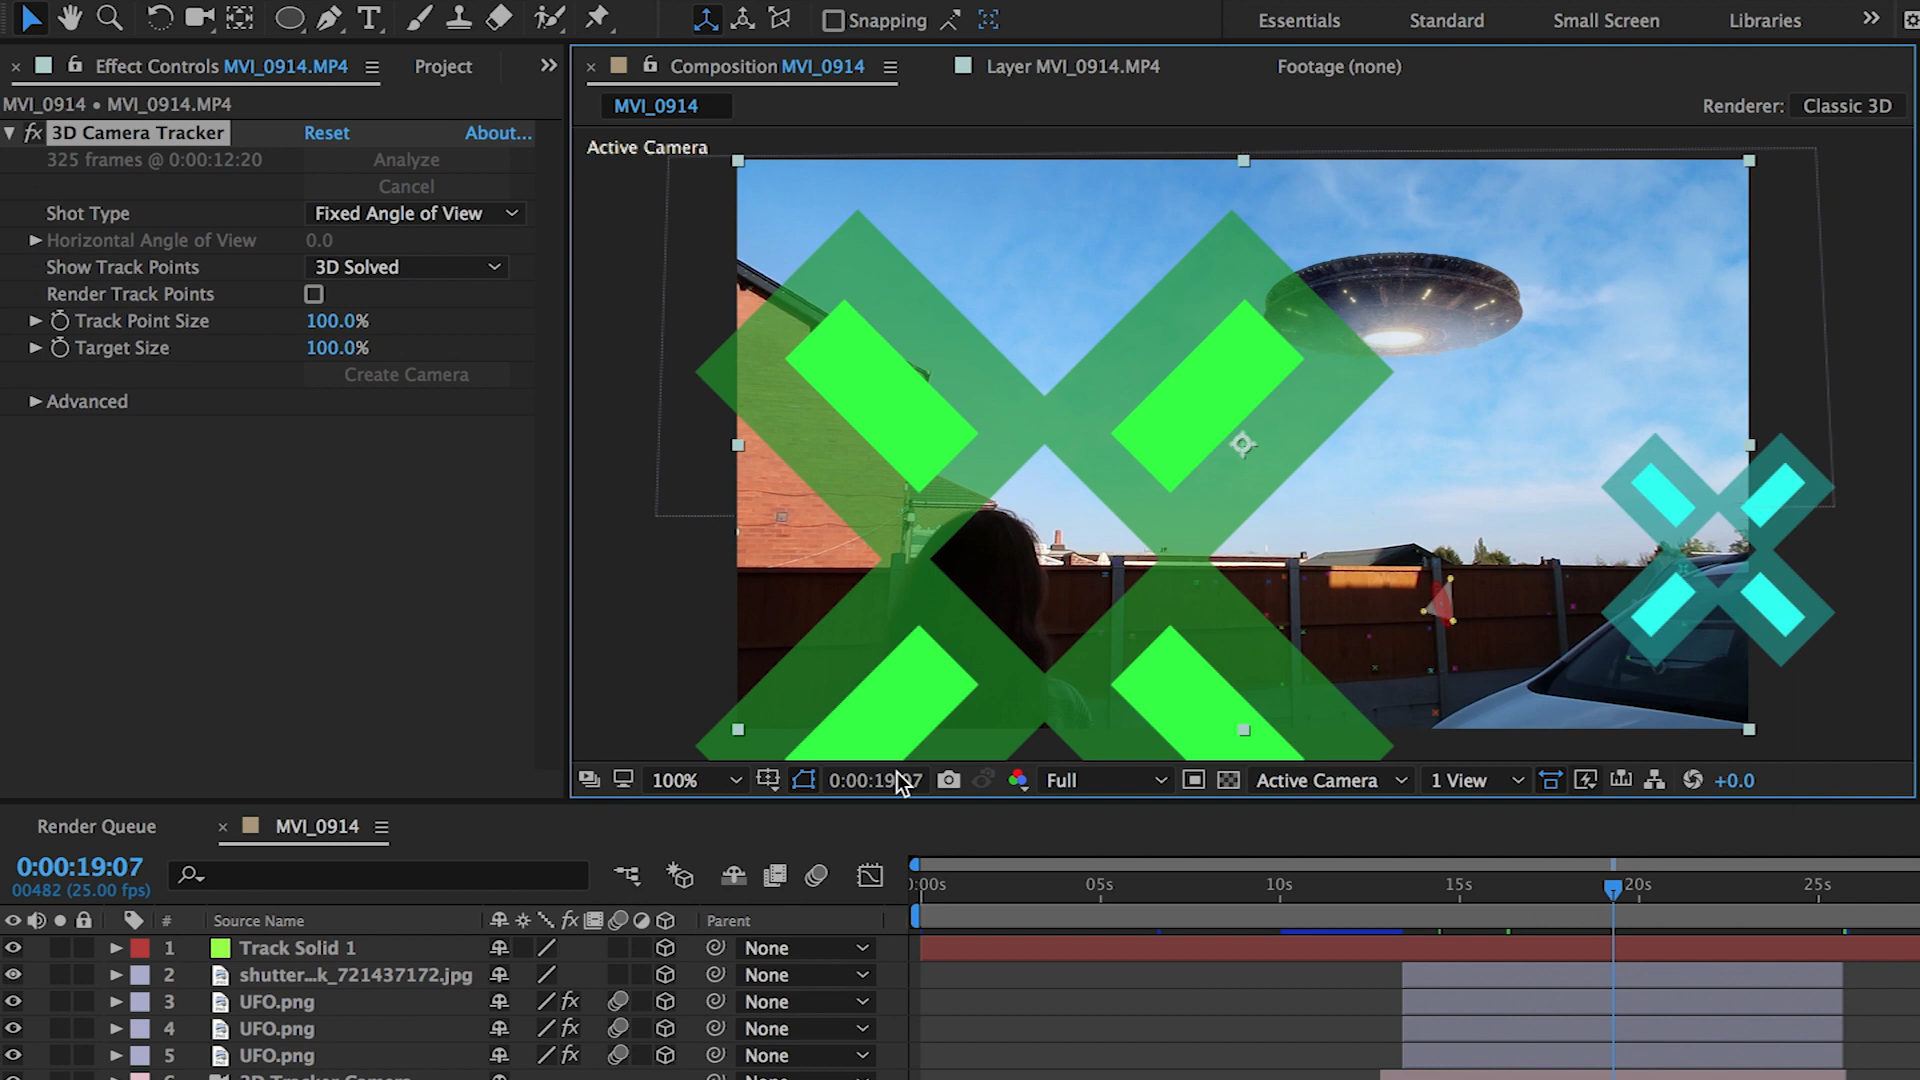 Snapping
Essentials
Standard
Small Screen
Libraries
Effect Controls MVI_0914.MP4
Project
Composition MVI_0914
Layer MVI_0914.MP4
Footage (none)
MVI_0914 • MVI_0914.MP4
MVI_0914
Renderer: Classic 3D
fx 3D Camera Tracker Reset About...
325 frames @ 0:00:12:20 Analyze
Cancel
Shot Type Fixed Angle of View
Horizontal Angle of View 0.0
Show Track Points 3D Solved
Render Track Points
Track Point Size 100.0%
Target Size 100.0%
Create Camera
Advanced
Active Camera
100% 0:00:19:07 Full Active Camera 1 View +0.0
Render Queue MVI_0914
0:00:19:07
00482 (25.00 fps)
:00s 05s 10s 15s 20s 25s
# Source Name fx Parent
1 Track Solid 1 None
2 shutter...k_721437172.jpg None
3 UFO.png fx None
4 UFO.png fx None
5 UFO.png fx None
6 3D Tracker Camera None